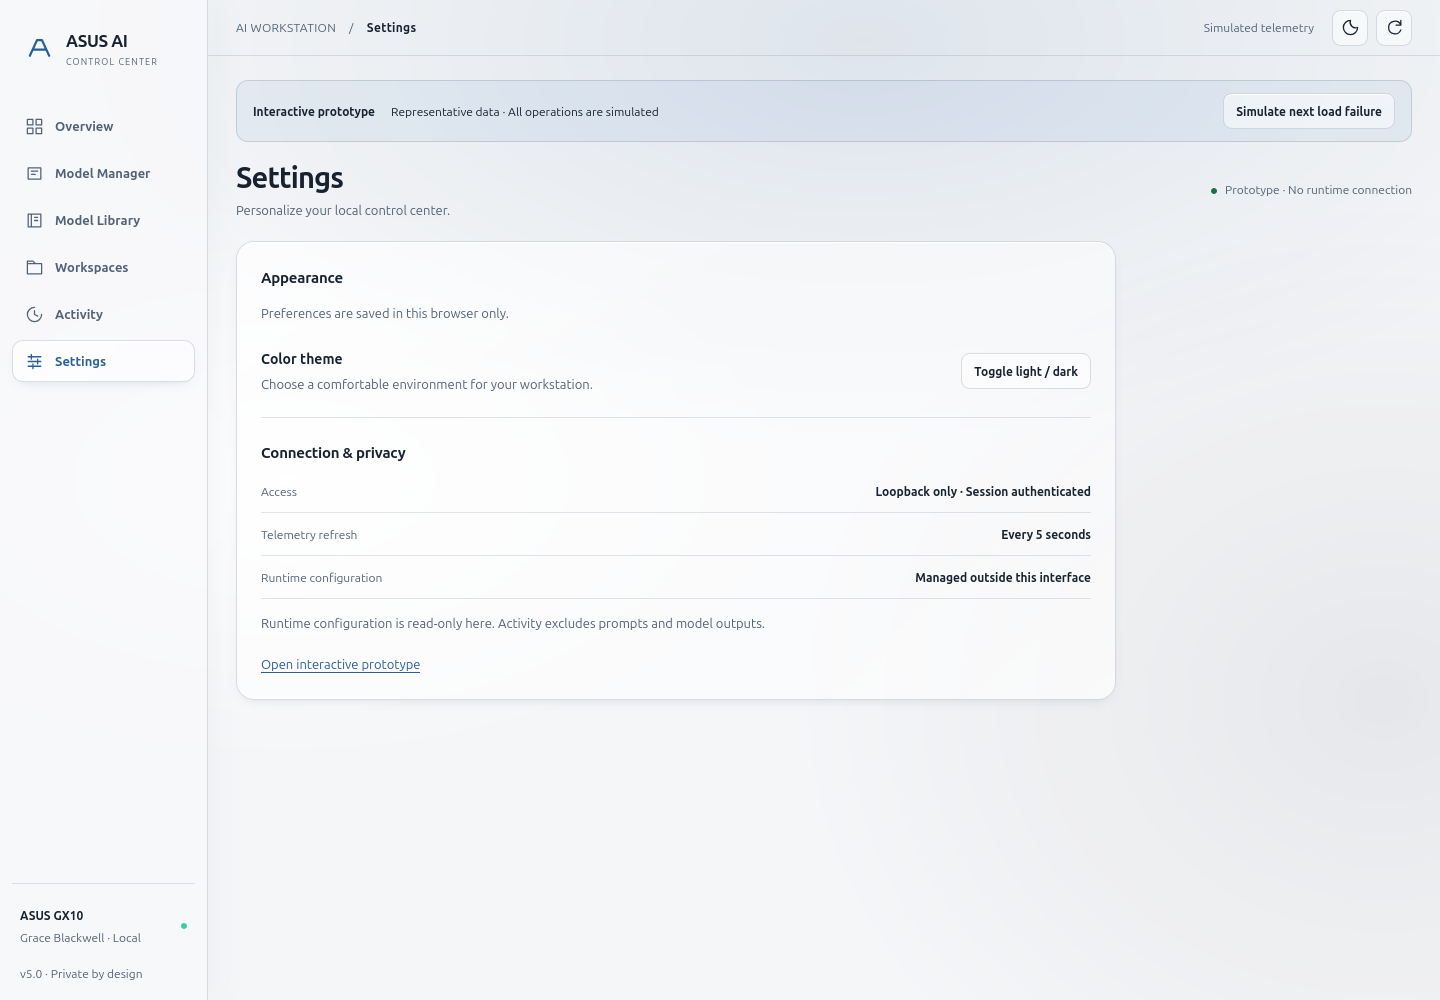 ASUS AI
CONTROL CENTER
Overview
Model Manager
Model Library
Workspaces
Activity
Settings
ASUS GX10
Grace Blackwell · Local
v5.0 · Private by design
AI WORKSTATION / Settings
Simulated telemetry
Interactive prototype Representative data · All operations are simulated
Simulate next load failure
Settings
Personalize your local control center.
Prototype · No runtime connection
Appearance
Preferences are saved in this browser only.
Color theme
Choose a comfortable environment for your workstation.
Toggle light / dark
Connection & privacy
Access Loopback only · Session authenticated
Telemetry refresh Every 5 seconds
Runtime configuration Managed outside this interface
Runtime configuration is read-only here. Activity excludes prompts and model outputs.
Open interactive prototype